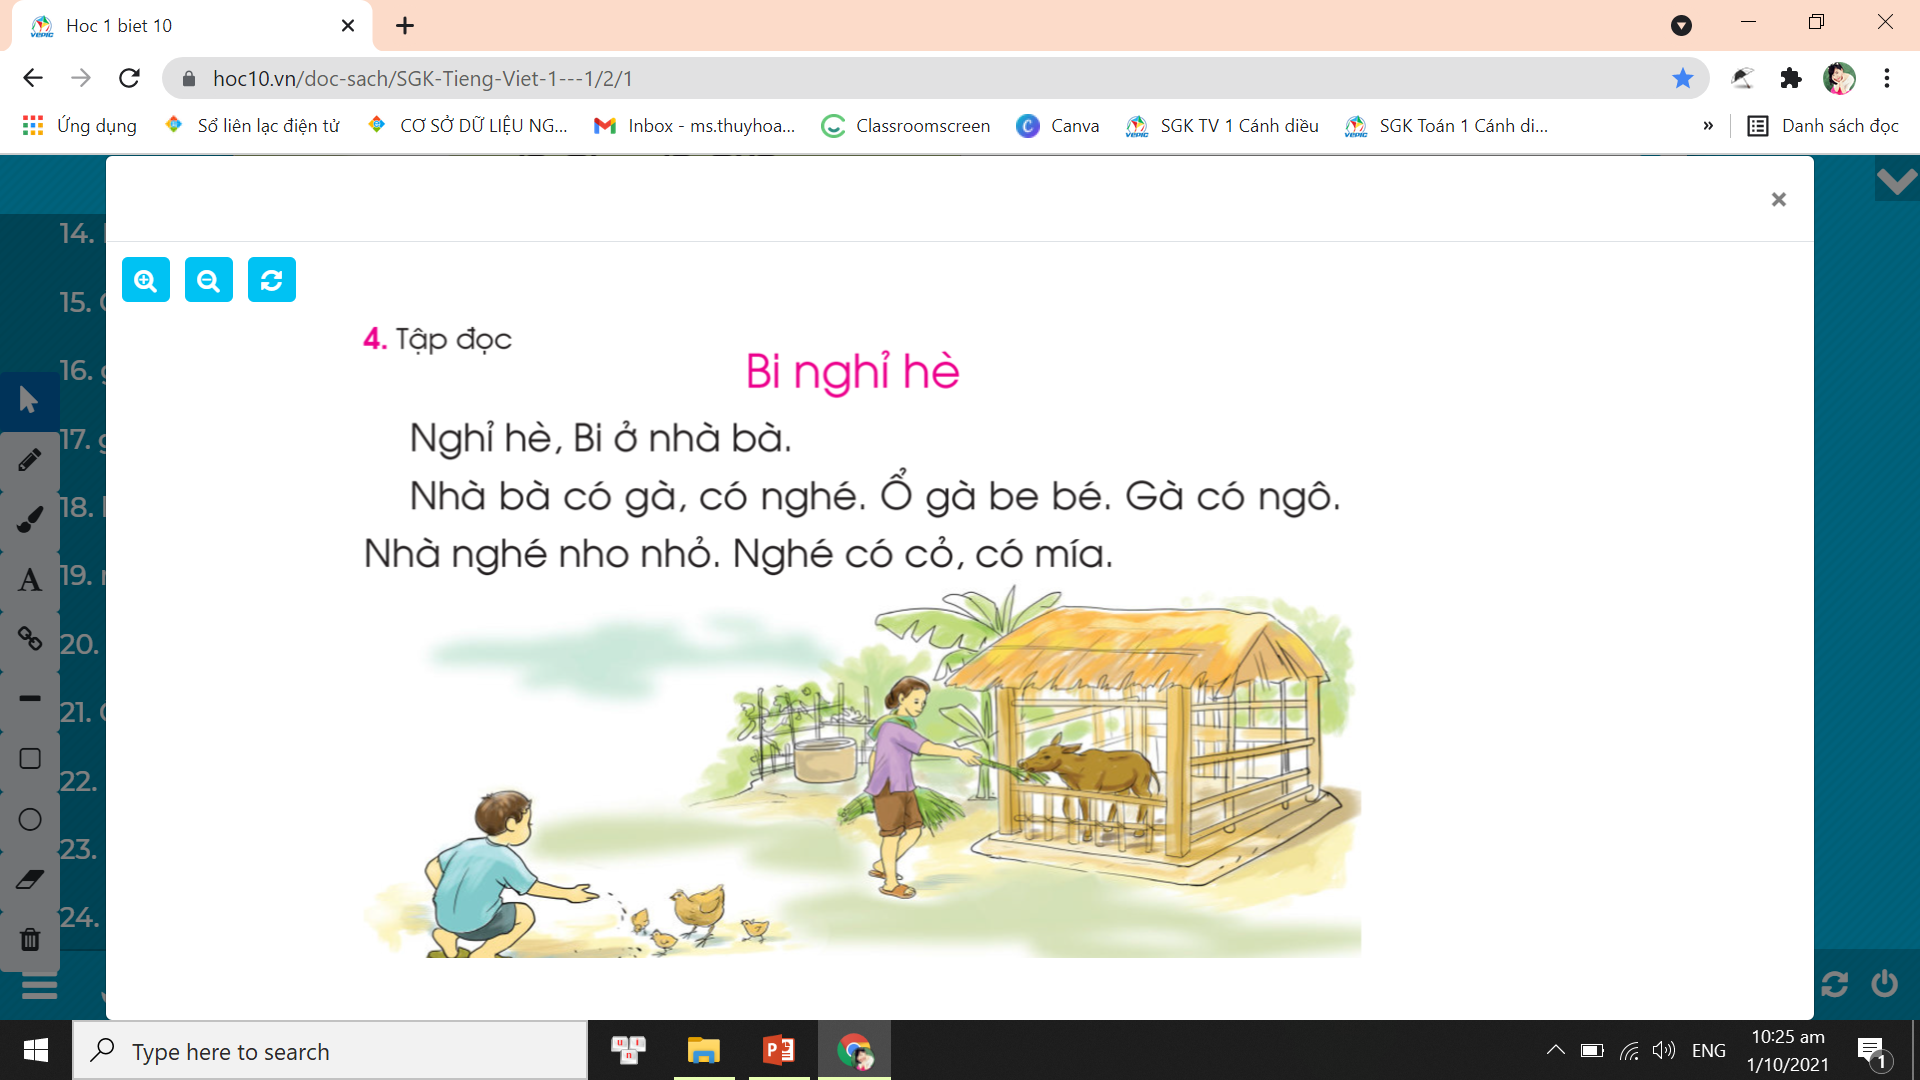 Hoc 1 biet 10
hoc10.vn/doc-sach/SGK-Tieng-Viet-1---1/2/1
Ứng dụng
Sổ liên lạc điện tử
CƠ SỞ DỮ LIỆU NG...
Inbox - ms.thuyhoa...
Classroomscreen
Canva
SGK TV 1 Cánh diều
SGK Toán 1 Cánh di...
»
Danh sách đọc
14.
15.
16.
17.
18.
19.
20.
21.
22.
23.
24.
4. Tập đọc
Bi nghỉ hè
Nghỉ hè, Bi ở nhà bà.
Nhà bà có gà, có nghé. Ổ gà be bé. Gà có ngô.
Nhà nghé nho nhỏ. Nghé có cỏ, có mía.
Type here to search
ENG
10:25 am
1/10/2021
1